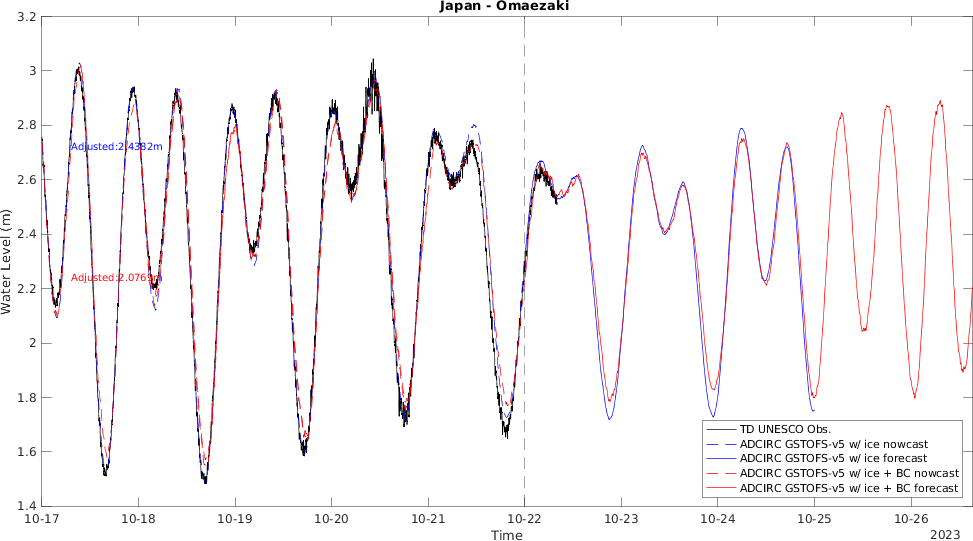 Japan - Omaezaki
3.2
3
2.8
2.6
2.4
2.2
2
1.8
1.6
1.4
Water Level (m)
Adjusted:2.4382m
Adjusted:2.0769m
10-17
10-18
10-19
10-20
10-21
10-22
10-23
10-24
10-25
10-26
Time
2023
TD UNESCO Obs.
ADCIRC GSTOFS-v5 w/ ice nowcast
ADCIRC GSTOFS-v5 w/ ice forecast
ADCIRC GSTOFS-v5 w/ ice + BC nowcast
ADCIRC GSTOFS-v5 w/ ice + BC forecast